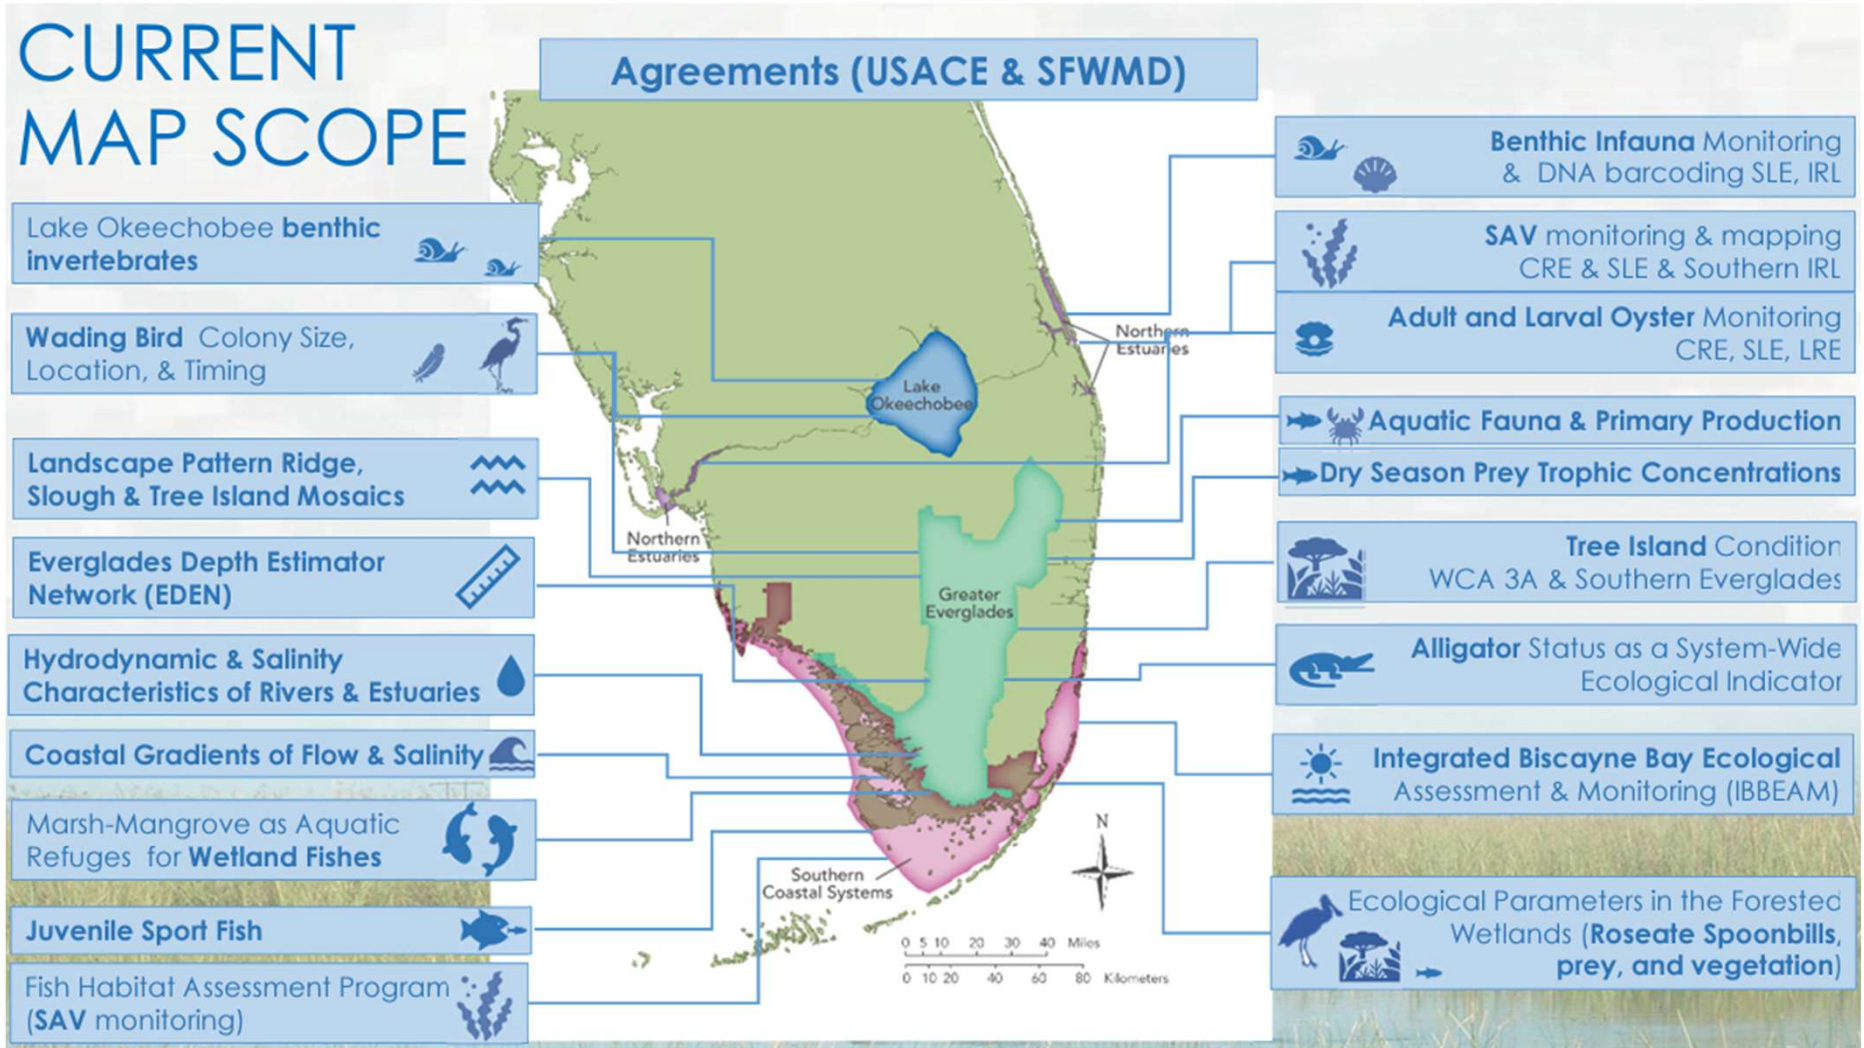 CURRENT
MAP SCOPE
Agreements (USACE & SFWMD)
Lake Okeechobee benthic
invertebrates
Wading Bird Colony Size,
Location, & Timing
Landscape Pattern Ridge,
Slough & Tree Island Mosaics
Everglades Depth Estimator
Network (EDEN)
Hydrodynamic & Salinity
Characteristics of Rivers & Estuaries
Coastal Gradients of Flow & Salinity
Marsh-Mangrove as Aquatic
Refuges for Wetland Fishes
Juvenile Sport Fish
Fish Habitat Assessment Program
(SAV monitoring)
Northern
Estuaries
Lake
Okeechobee
Northern
Estuaries
Greater
Everglades
Southern
Coastal Systems
N
0 5 10 20 30 40 Miles
0 10 20 40 60 80 Kilometers
Benthic Infauna Monitoring
& DNA barcoding SLE, IRL
SAV monitoring & mapping
CRE & SLE & Southern IRL
Adult and Larval Oyster Monitoring
CRE, SLE, LRE
Aquatic Fauna & Primary Production
Dry Season Prey Trophic Concentrations
Tree Island Condition
WCA 3A & Southern Everglades
Alligator Status as a System-Wide
Ecological Indicator
Integrated Biscayne Bay Ecological
Assessment & Monitoring (IBBEAM)
Ecological Parameters in the Forested
Wetlands (Roseate Spoonbills,
prey, and vegetation)